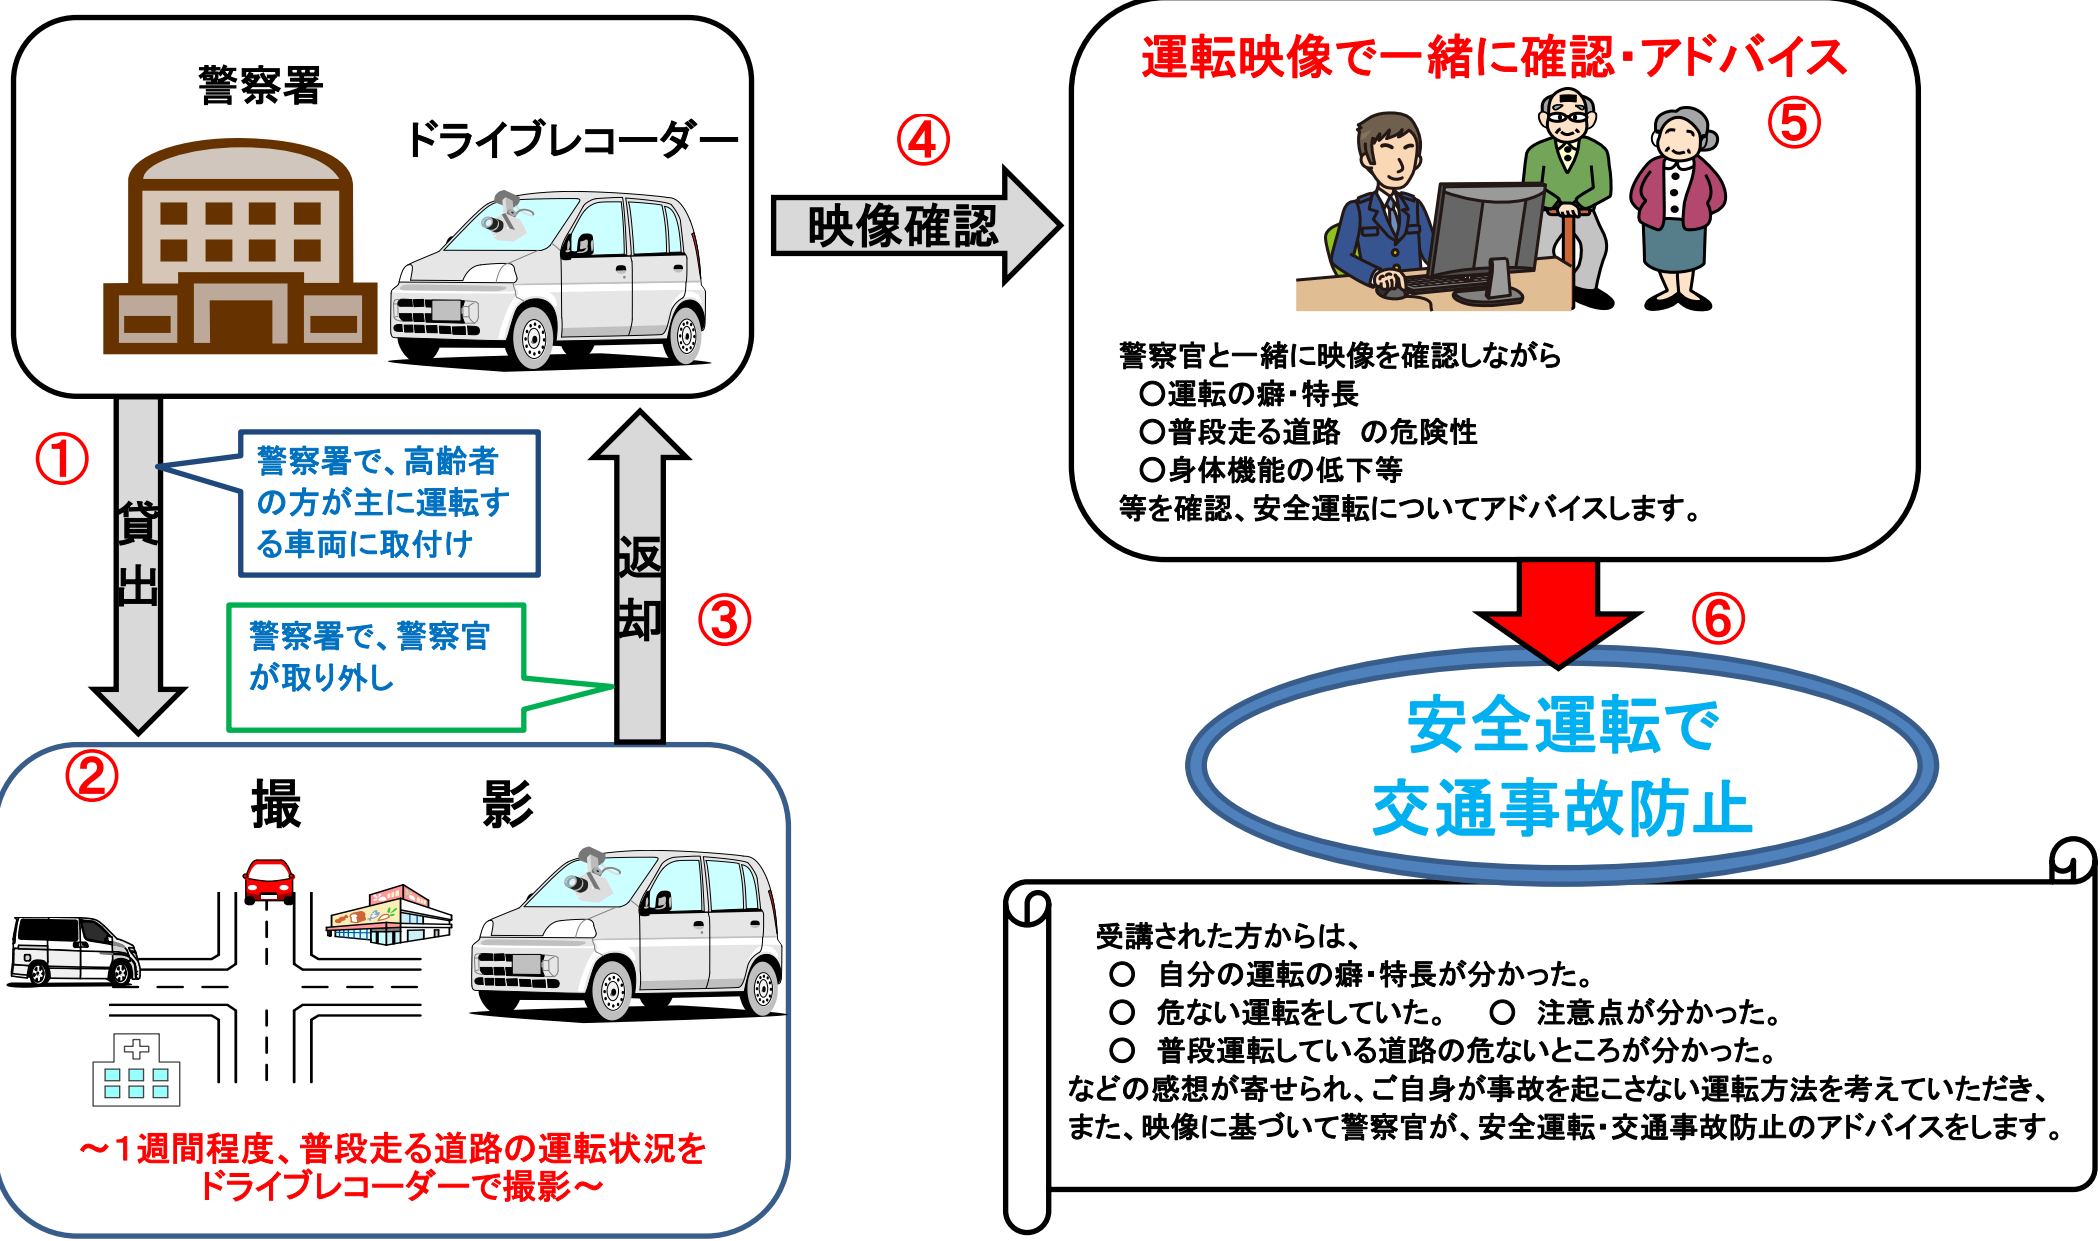 警察署
ドライブレコーダー
①
貸出
警察署で、高齢者
の方が主に運転す
る車両に取付け
②
撮影
～１週間程度、普段走る道路の運転状況を
ドライブレコーダーで撮影～
③
返却
警察署で、警察官
が取り外し
④
映像確認
運転映像で一緒に確認・アドバイス
⑤
警察官と一緒に映像を確認しながら
○運転の癖・特長
○普段走る道路　の危険性
○身体機能の低下等
等を確認、安全運転についてアドバイスします。
⑥
安全運転で
交通事故防止
受講された方からは、
○　自分の運転の癖・特長が分かった。
○　危ない運転をしていた。　○　注意点が分かった。
○　普段運転している道路の危ないところが分かった。
などの感想が寄せられ、ご自身が事故を起こさない運転方法を考えていただき、
また、映像に基づいて警察官が、安全運転・交通事故防止のアドバイスをします。